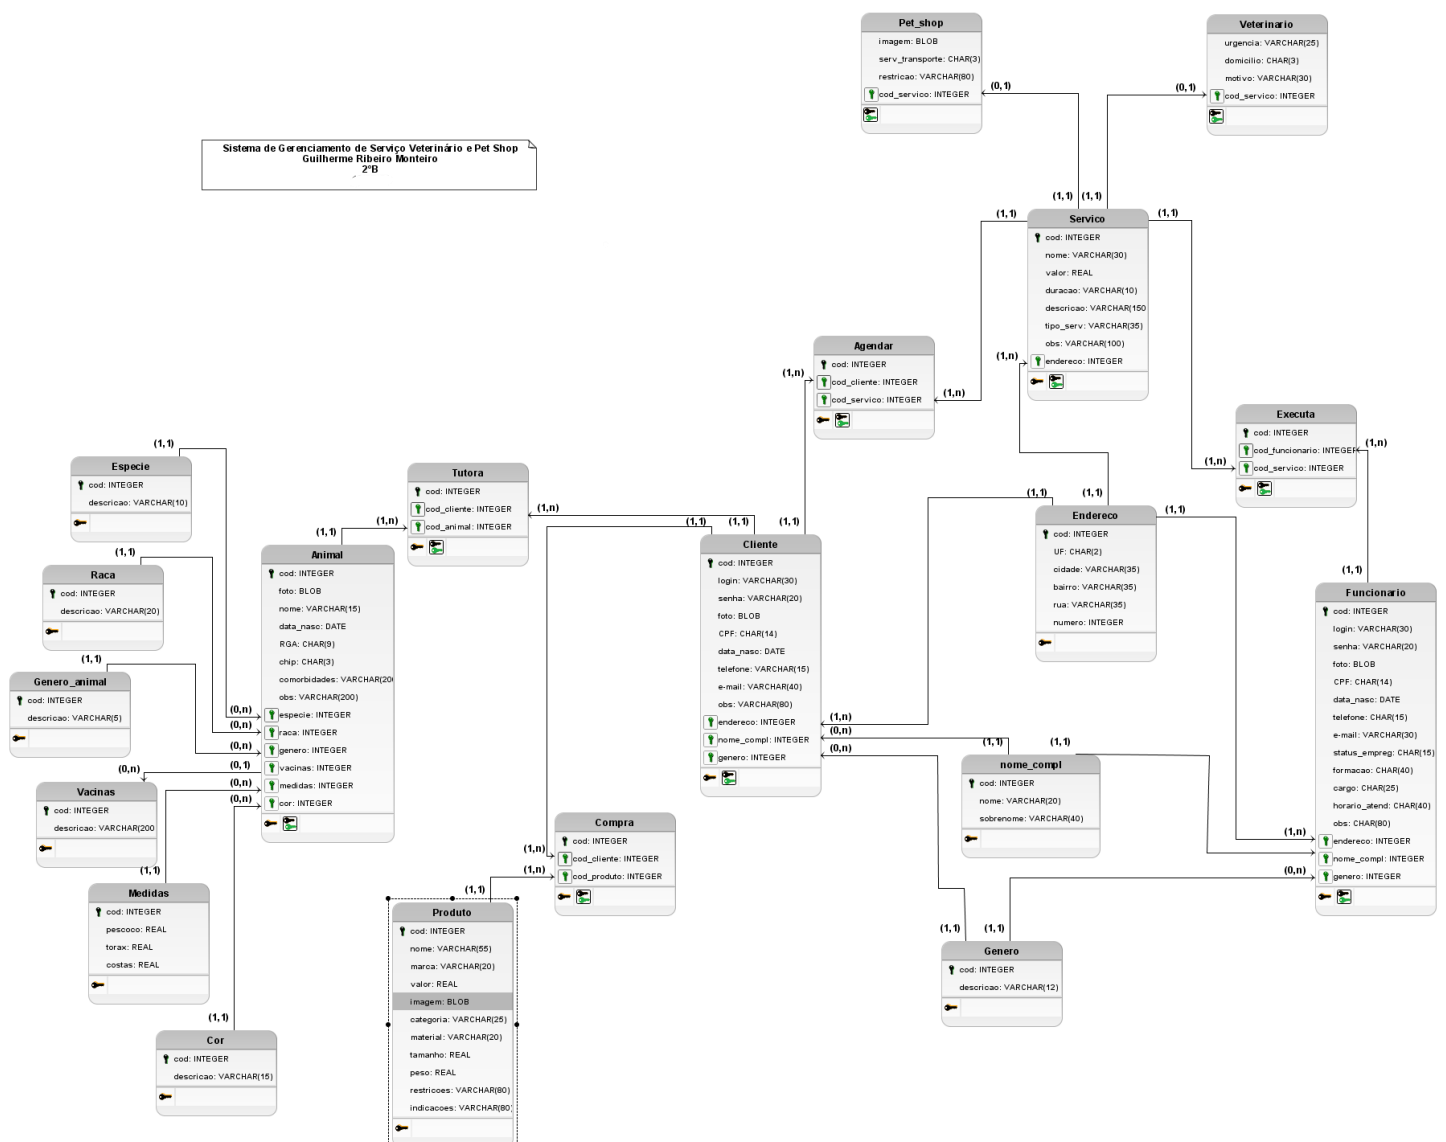 Pet_shop
imagem: BLOB
serv_transporte: CHAR(3)
restricao: VARCHAR(80)
cod_servico: INTEGER
(0,1)
Veterinario
urgencia: VARCHAR(25)
domicilio: CHAR(3)
motivo: VARCHAR(30)
cod_servico: INTEGER
(0,1)
Sistema de Gerenciamento de Serviço Veterinário e Pet Shop
Guilherme Ribeiro Monteiro
2ºB
(1,1) (1,1)
(1,1)
Servico
(1,1)
cod: INTEGER
nome: VARCHAR(30)
valor: REAL
duracao: VARCHAR(10)
descricao: VARCHAR(150
tipo_serv: VARCHAR(35)
obs: VARCHAR(100)
endereco: INTEGER
(1,n)
Agendar
cod: INTEGER
cod_cliente: INTEGER
cod_servico: INTEGER
(1,n)
(1,n)
Executa
cod: INTEGER
cod_funcionario: INTEGER
cod_servico: INTEGER
(1,n)
(1,n)
(1,1)
Especie
cod: INTEGER
descricao: VARCHAR(10)
Tutora
cod: INTEGER
cod_cliente: INTEGER
cod_animal: INTEGER
(1,n)
(1,n)
(1,1)
Raca
cod: INTEGER
descricao: VARCHAR(20)
(1,1)
Genero_animal
cod: INTEGER
descricao: VARCHAR(5)
(1,1)
Animal
cod: INTEGER
foto: BLOB
nome: VARCHAR(15)
data_nasc: DATE
RGA: CHAR(9)
chip: CHAR(3)
comorbidades: VARCHAR(200
obs: VARCHAR(200)
especie: INTEGER
raca: INTEGER
genero: INTEGER
vacinas: INTEGER
medidas: INTEGER
cor: INTEGER
(0,n)
(0,n)
(0,n)
(0,1)
(0,n)
(0,n)
(0,n)
Vacinas
cod: INTEGER
descricao: VARCHAR(200
(1,1)
Medidas
cod: INTEGER
pescoco: REAL
torax: REAL
costas: REAL
(1,1)
Cor
cod: INTEGER
descricao: VARCHAR(15)
(1,1) (1,1) (1,1)
Cliente
cod: INTEGER
login: VARCHAR(30)
senha: VARCHAR(20)
foto: BLOB
CPF: CHAR(14)
data_nasc: DATE
telefone: VARCHAR(15)
e-mail: VARCHAR(40)
obs: VARCHAR(80)
endereco: INTEGER
nome_compl: INTEGER
genero: INTEGER
(1,n)
(0,n)
(0,n)
(1,1)
(1,1)
(1,1)
Endereco
cod: INTEGER
UF: CHAR(2)
cidade: VARCHAR(35)
bairro: VARCHAR(35)
rua: VARCHAR(35)
numero: INTEGER
(1,1)
Funcionario
cod: INTEGER
login: VARCHAR(30)
senha: VARCHAR(20)
foto: BLOB
CPF: CHAR(14)
data_nasc: DATE
telefone: CHAR(15)
e-mail: VARCHAR(30)
status_empreg: CHAR(15)
formacao: CHAR(40)
cargo: CHAR(25)
horario_atend: CHAR(40)
obs: CHAR(80)
endereco: INTEGER
nome_compl: INTEGER
genero: INTEGER
(1,n)
(0,n)
(1,1) (1,1)
nome_compl
cod: INTEGER
nome: VARCHAR(20)
sobrenome: VARCHAR(40)
Compra
cod: INTEGER
cod_cliente: INTEGER
cod_produto: INTEGER
(1,n)
(1,n)
(1,1)
Produto
cod: INTEGER
nome: VARCHAR(55)
marca: VARCHAR(20)
valor: REAL
imagem: BLOB
categoria: VARCHAR(25)
material: VARCHAR(20)
tamanho: REAL
peso: REAL
restricoes: VARCHAR(80)
indicacoes: VARCHAR(80)
(1,1) (1,1)
Genero
cod: INTEGER
descricao: VARCHAR(12)